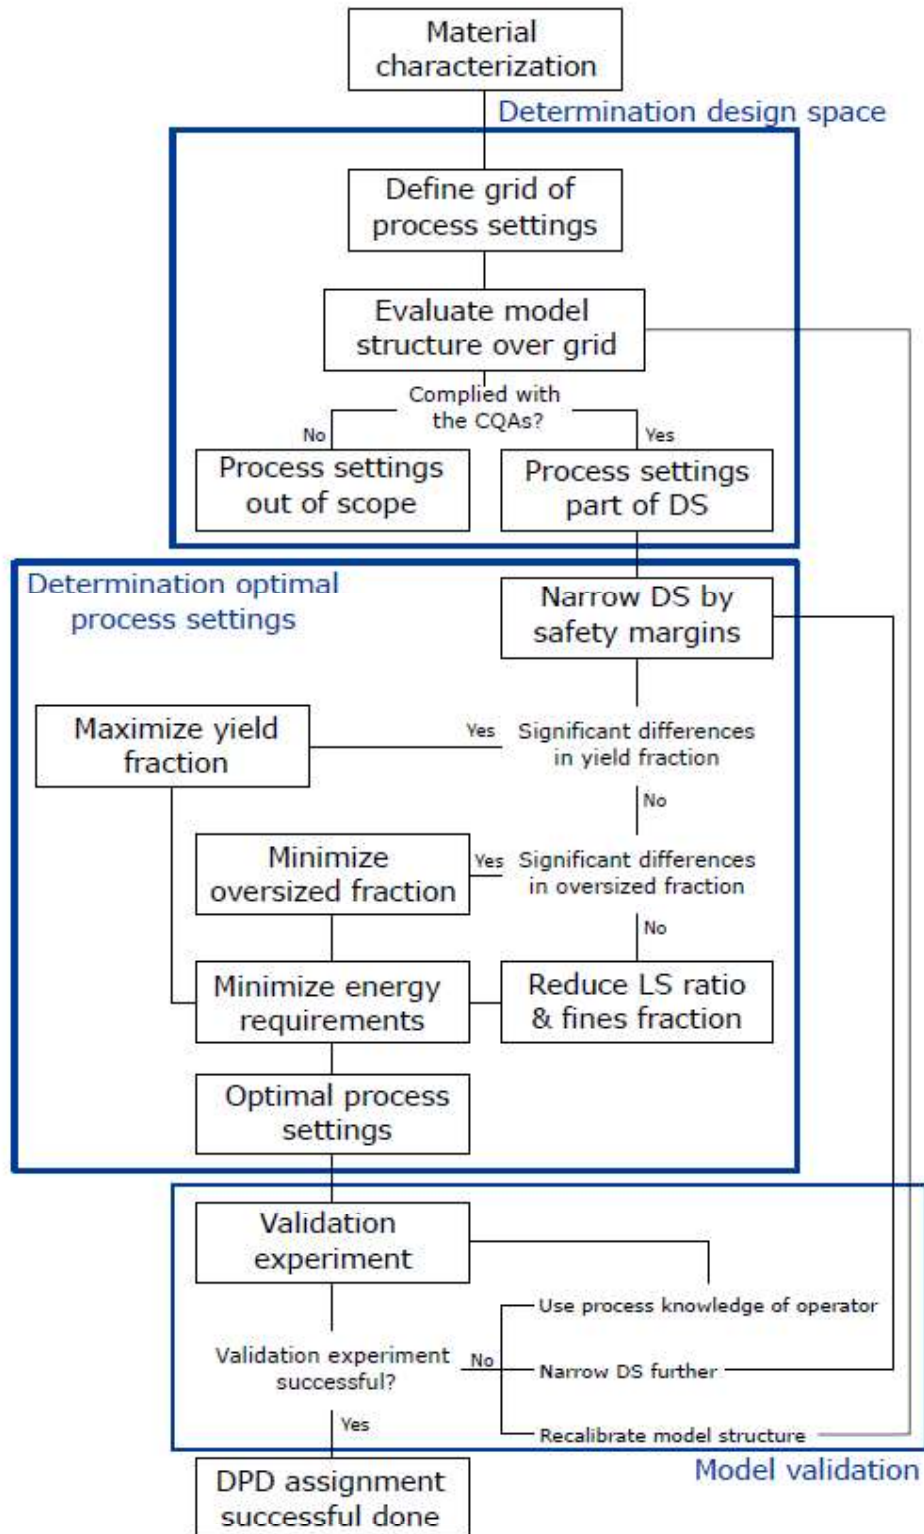 Material
characterization
Determination design space
Define grid of
process settings
Evaluate model
structure over grid
Complied with
the CQAs?
No
Yes
Process settings
out of scope
Process settings
part of DS
Determination optimal
process settings
Narrow DS by
safety margins
Maximize yield
fraction
Yes
Significant differences
in yield fraction
No
Minimize
oversized fraction
Yes
Significant differences
in oversized fraction
No
Minimize energy
requirements
Reduce LS ratio
& fines fraction
Optimal process
settings
Validation
experiment
Use process knowledge of operator
Validation experiment
successful?
No
Narrow DS further
Yes
Recalibrate model structure
Model validation
DPD assignment
successful done